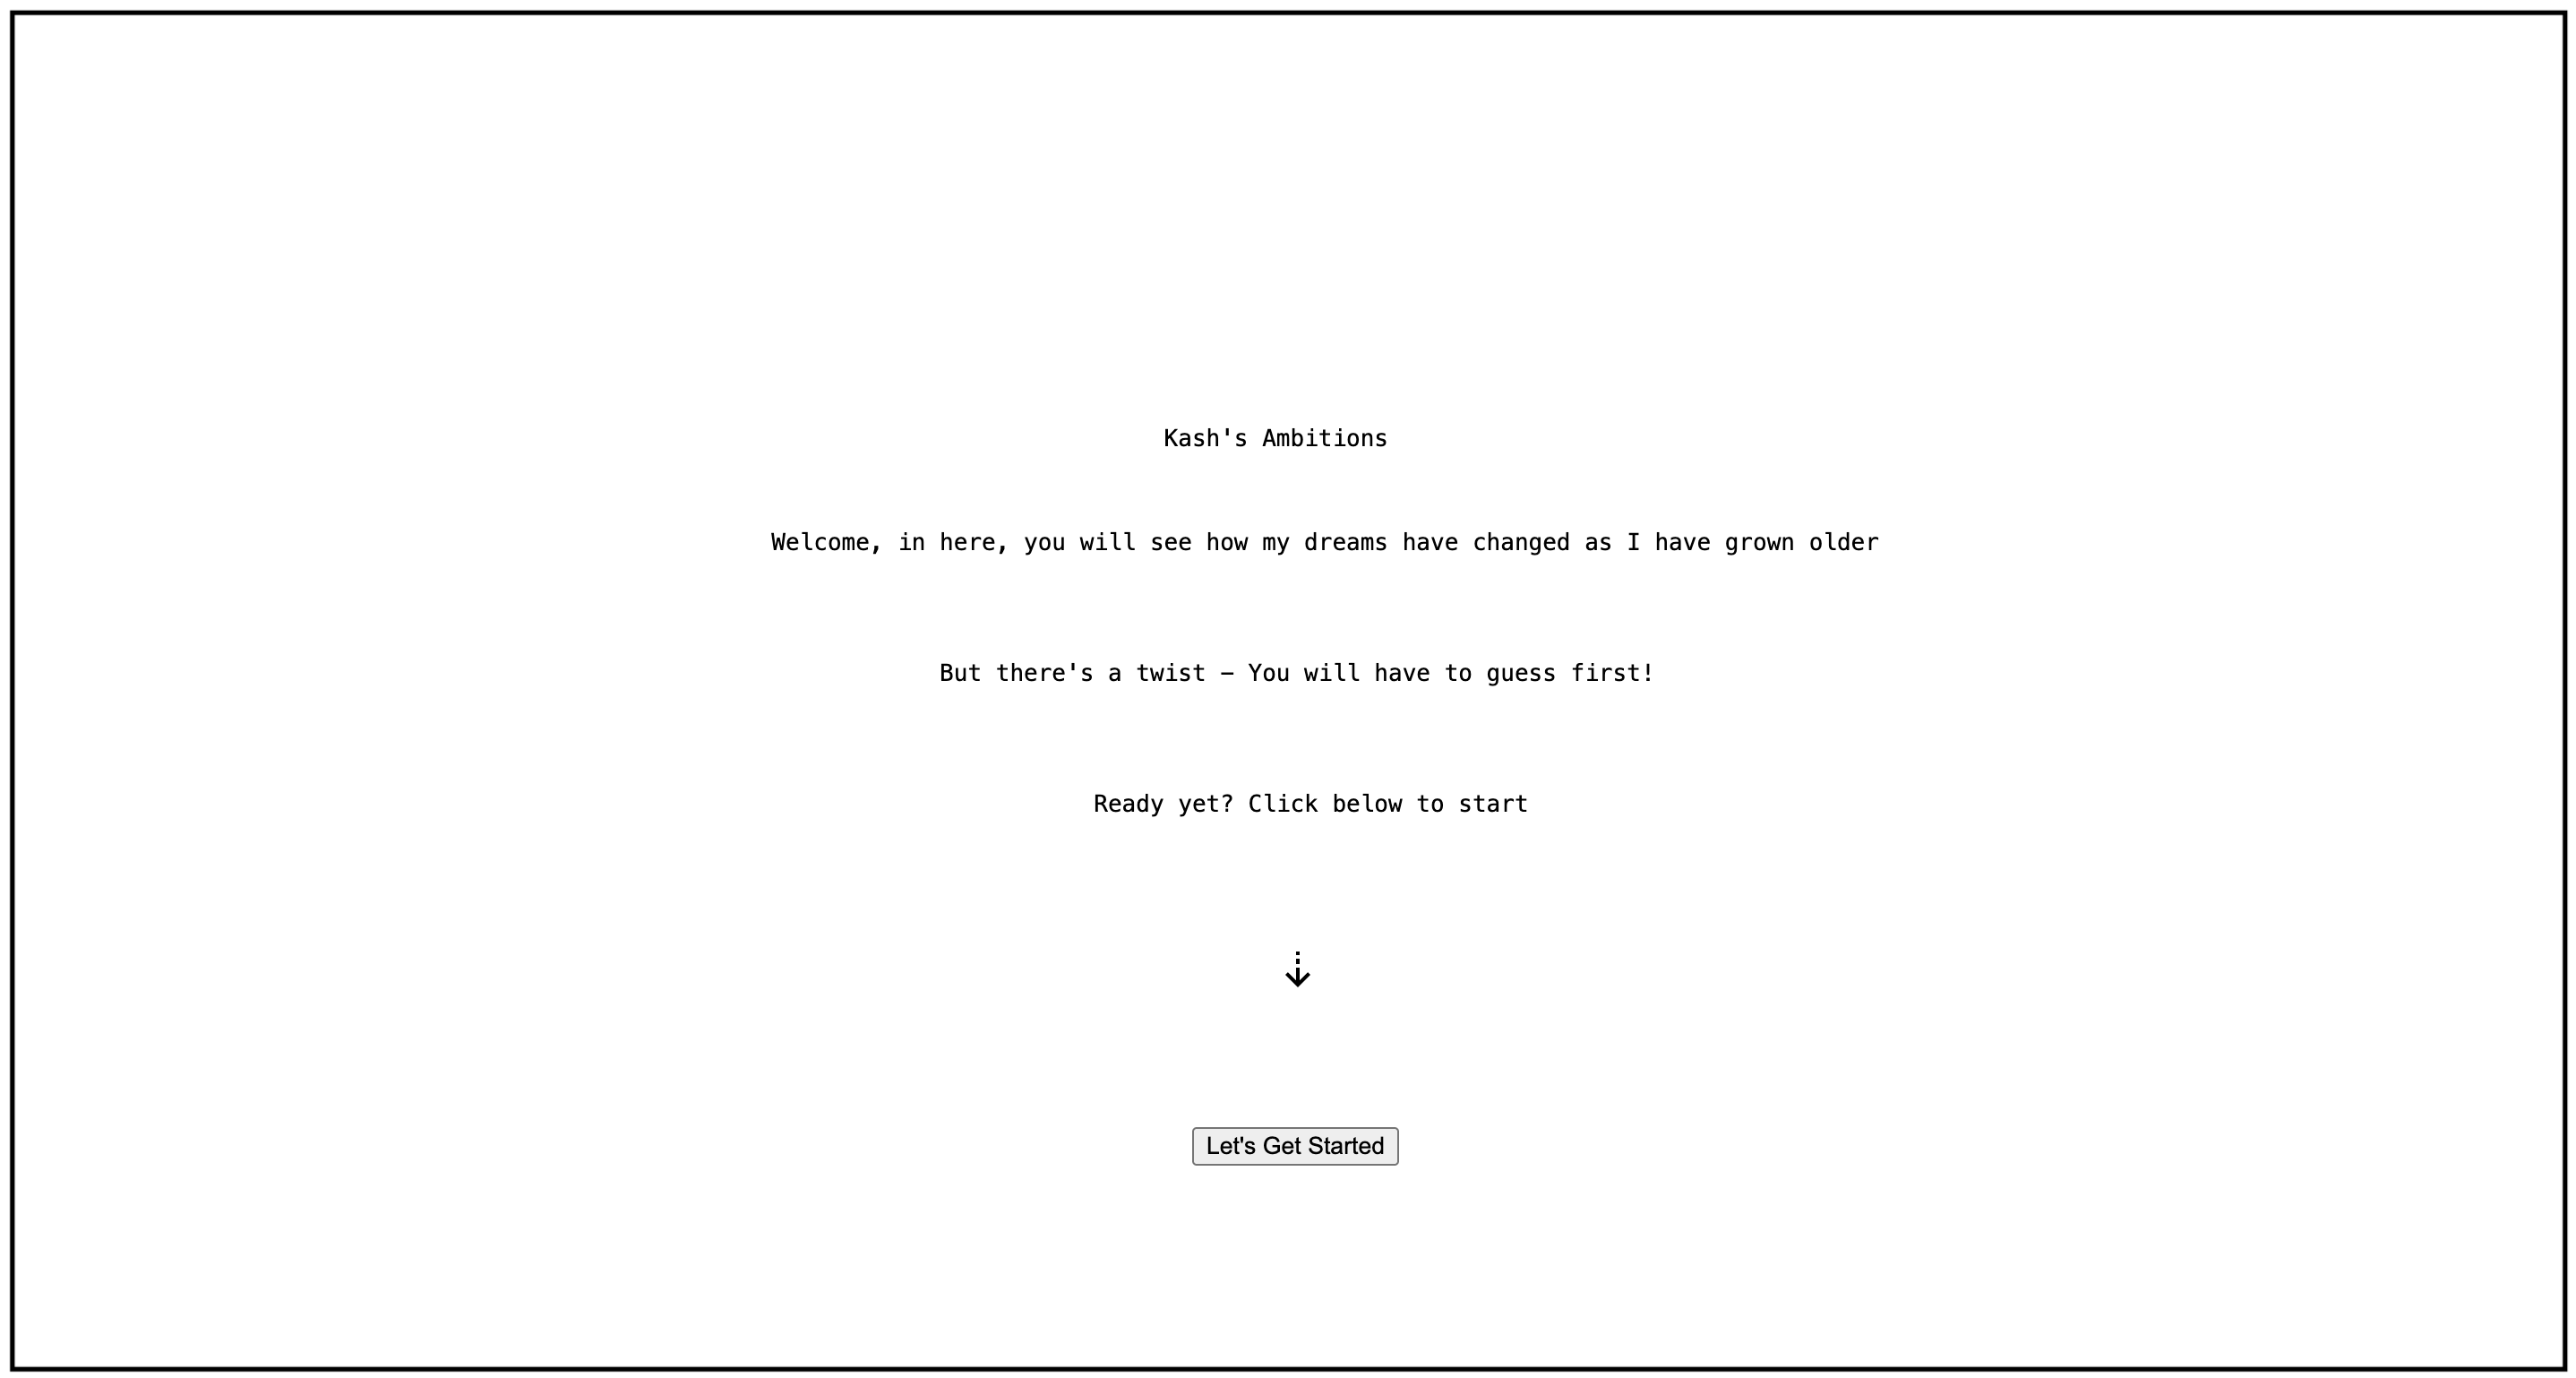 Kash's Ambitions
Welcome, in here, you will see how my dreams have changed as I have grown older
But there's a twist – You will have to guess first!
Ready yet? Click below to start
⇣
Let's Get Started